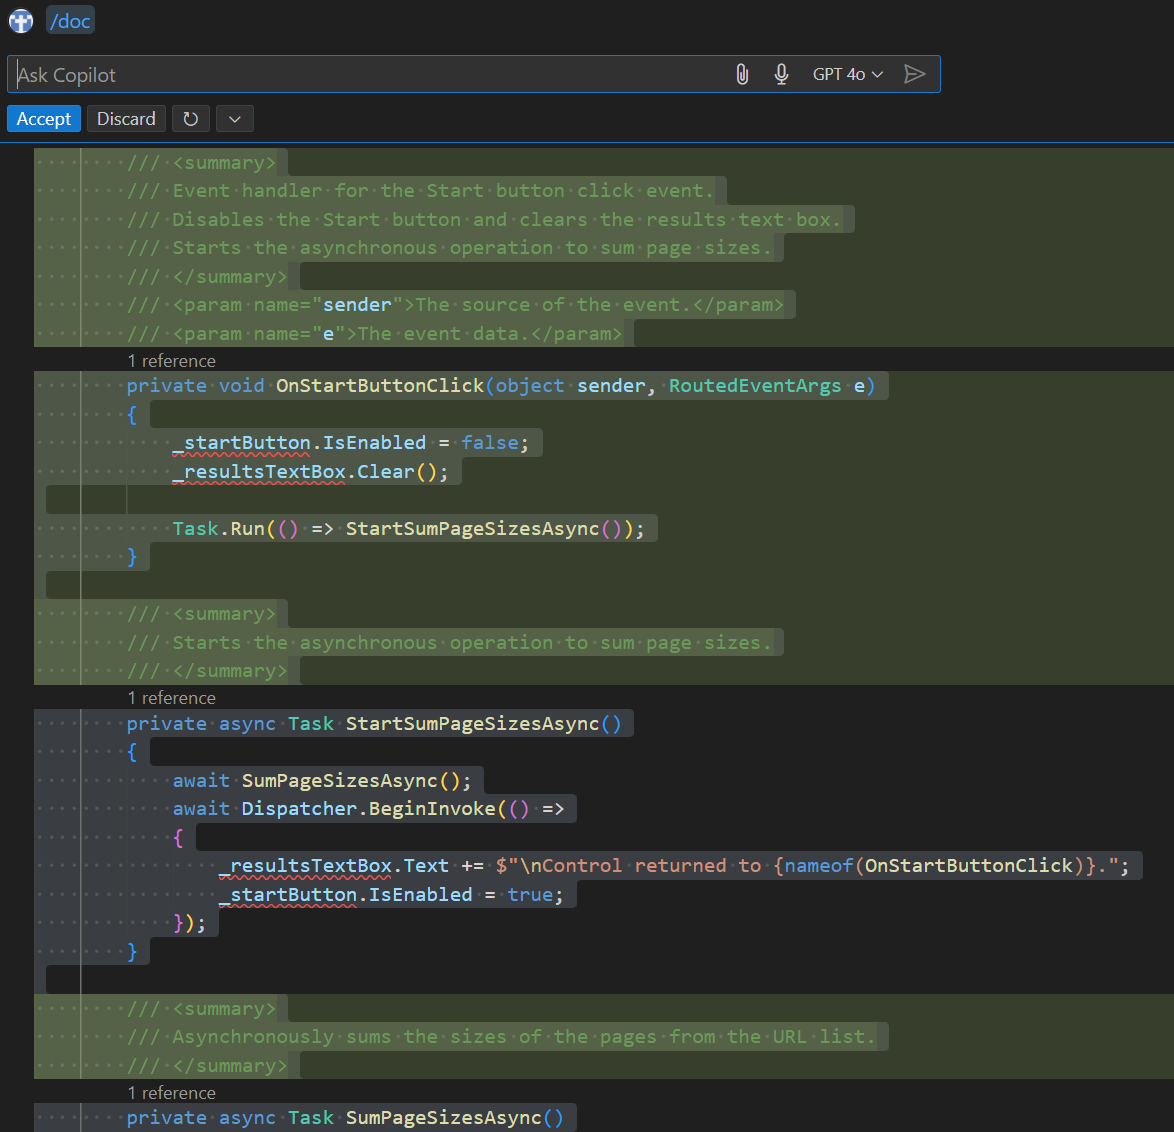 /doc
Ask Copilot
GPT 4o
Accept Discard
/// <summary>
/// Event handler for the Start button click event.
/// Disables the Start button and clears the results text box.
/// Starts the asynchronous operation to sum page sizes.
/// </summary>
/// <param name="sender">The source of the event.</param>
/// <param name="e">The event data.</param>
1 reference
private void OnStartButtonClick(object sender, RoutedEventArgs e)
{
_startButton.IsEnabled = false;
_resultsTextBox.Clear();
Task.Run(() => StartSumPageSizesAsync());
}
/// <summary>
/// Starts the asynchronous operation to sum page sizes.
/// </summary>
1 reference
private async Task StartSumPageSizesAsync()
{
await SumPageSizesAsync();
await Dispatcher.BeginInvoke(() =>
{
_resultsTextBox.Text += $"\nControl returned to {nameof(OnStartButtonClick)}.";
_startButton.IsEnabled = true;
});
}
/// <summary>
/// Asynchronously sums the sizes of the pages from the URL list.
/// </summary>
1 reference
private async Task SumPageSizesAsync()